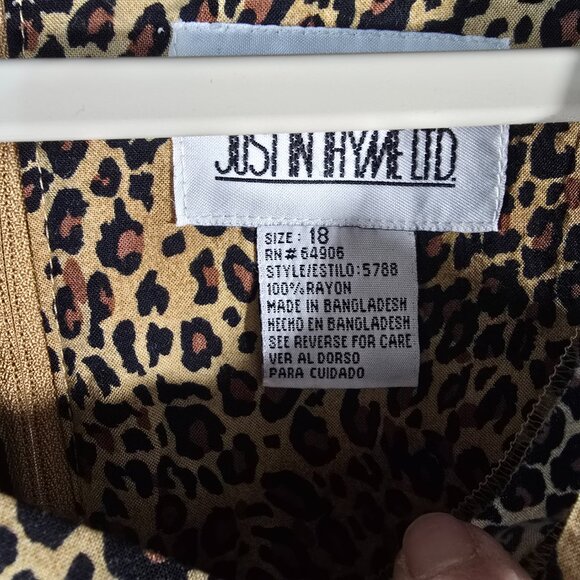 JUST IN HYME LTD.
SIZE: 18
RN# 64906
STYLE/ESTILO: 5788
100% RAYON
MADE IN BANGLADESH
HECHO EN BANGLADESH
SEE REVERSE FOR CARE
VER AL DORSO
PARA CUIDADO